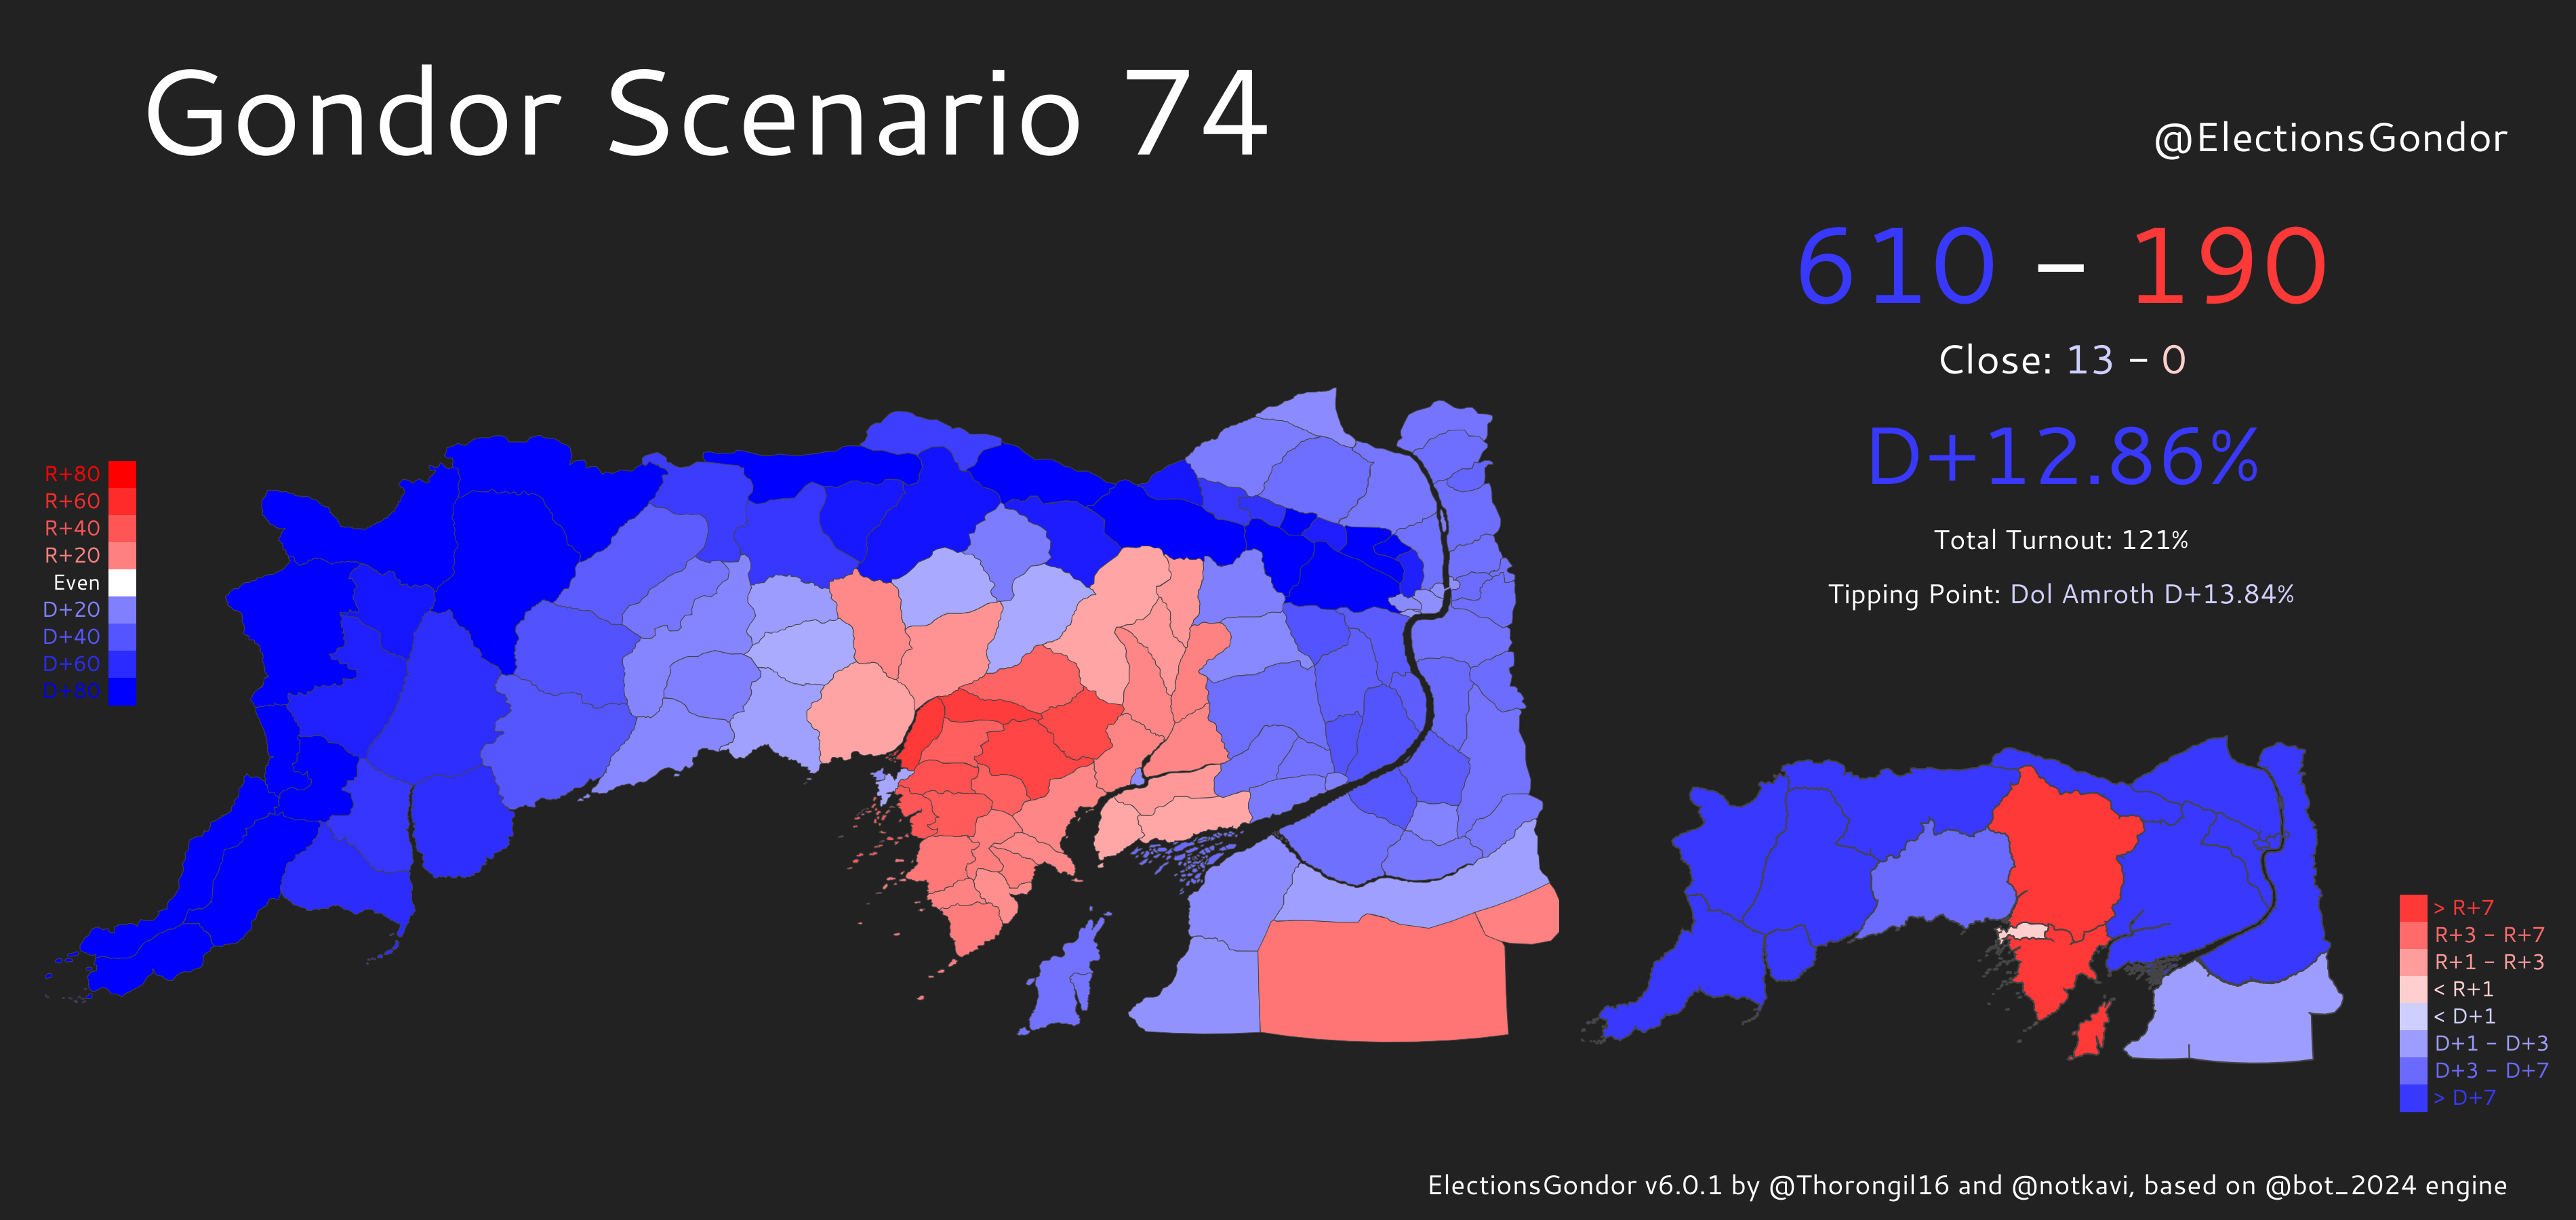 Gondor Scenario 74
@ElectionsGondor
610 – 190
Close: 13 – 0
D+12.86%
Total Turnout: 121%
Tipping Point: Dol Amroth D+13.84%
R+80
R+60
R+40
R+20
Even
D+20
D+40
D+60
D+80
> R+7
R+3 – R+7
R+1 – R+3
< R+1
< D+1
D+1 – D+3
D+3 – D+7
> D+7
ElectionsGondor v6.0.1 by @Thorongil16 and @notkavi, based on @bot_2024 engine